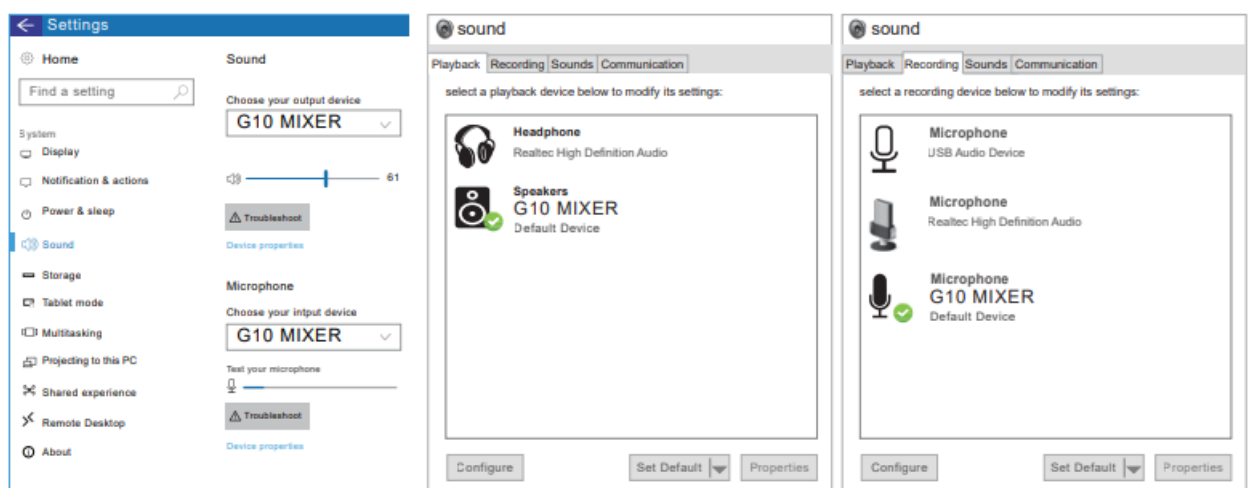 Settings
Home
Find a setting
System
Display
Notification & actions
Power & sleep
Sound
Storage
Tablet mode
Multitasking
Projecting to this PC
Shared experience
Remote Desktop
About
Sound
Choose your output device
G10 MIXER
61
Troubleshoot
Device properties
Microphone
Choose your intput device
G10 MIXER
Test your microphone
Troubleshoot
Device properties
sound
Playback Recording Sounds Communication
select a playback device below to modify its settings:
Headphone
Realtec High Definition Audio
Speakers
G10 MIXER
Default Device
Configure Set Default Properties
sound
Playback Recording Sounds Communication
select a recording device below to modify its settings:
Microphone
USB Audio Device
Microphone
Realtec High Definition Audio
Microphone
G10 MIXER
Default Device
Configure Set Default Properties